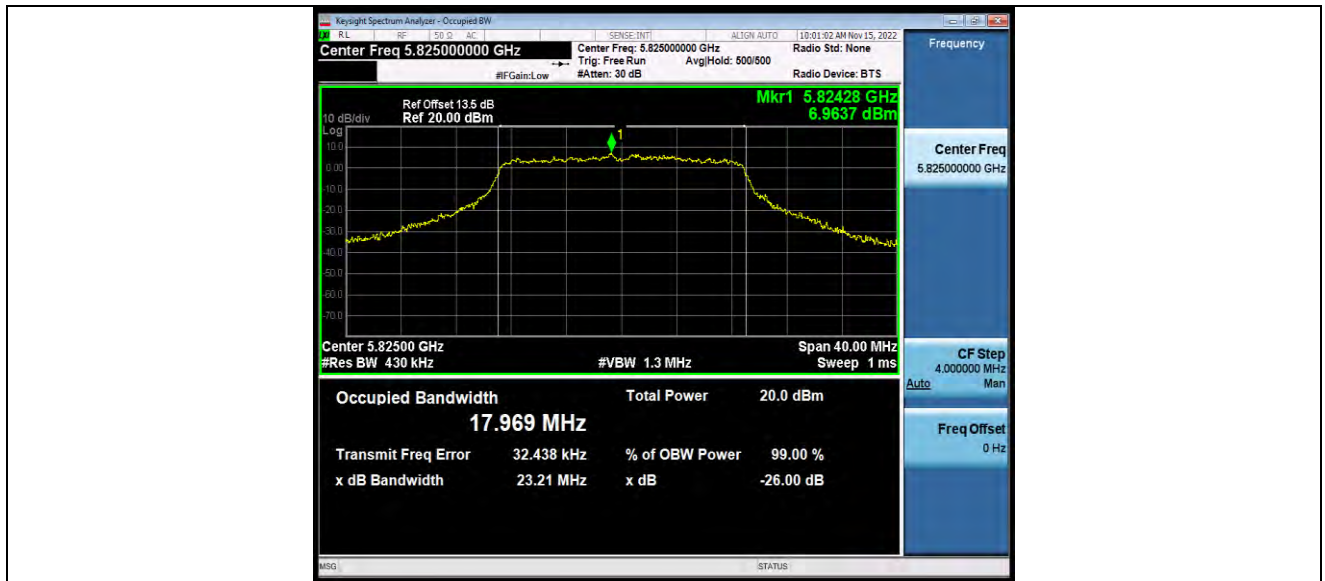 Keysight Spectrum Analyzer - Occupied BW
RL RF 50 Ω AC SENSE:INT ALIGN AUTO 10:01:02 AM Nov 15, 2022
Center Freq 5.825000000 GHz
Center Freq: 5.825000000 GHz
Radio Std: None
Trig: Free Run Avg|Hold: 500/500
#IFGain:Low #Atten: 30 dB Radio Device: BTS
Frequency
Mkr1 5.82428 GHz
6.9637 dBm
Ref Offset 13.5 dB
10 dB/div Ref 20.00 dBm
Log
1
10.0
0.00
-10.0
-20.0
-30.0
-40.0
-50.0
-60.0
-70.0
Center 5.82500 GHz Span 40.00 MHz
#Res BW 430 kHz #VBW 1.3 MHz Sweep 1 ms
Occupied Bandwidth Total Power 20.0 dBm
17.969 MHz
Transmit Freq Error 32.438 kHz % of OBW Power 99.00 %
x dB Bandwidth 23.21 MHz x dB -26.00 dB
Center Freq
5.825000000 GHz
CF Step
4.000000 MHz
Auto Man
Freq Offset
0 Hz
MSG STATUS